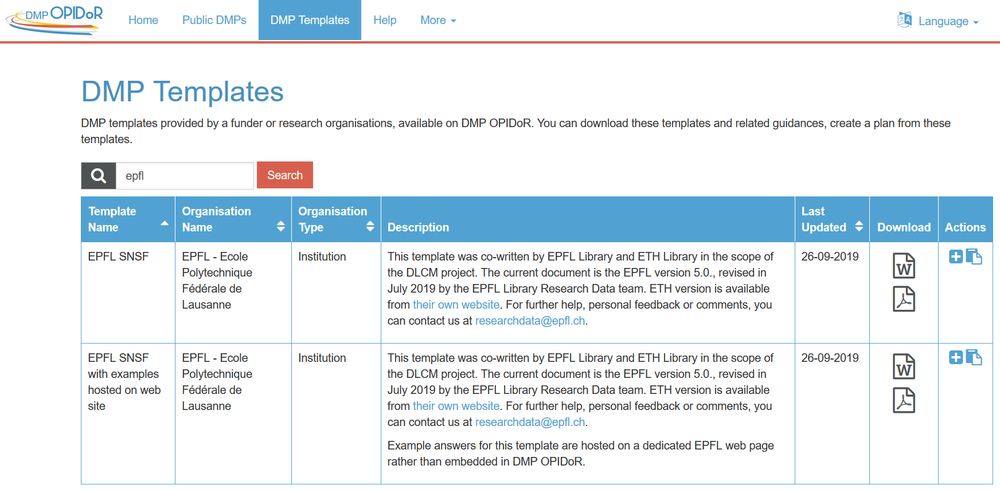 DMP OPIDoR
Home
Public DMPs
DMP Templates
Help
More
Language
DMP Templates
DMP templates provided by a funder or research organisations, available on DMP OPIDoR. You can download these templates and related guidances, create a plan from these
templates.
epfl
Search
Template Name
Organisation Name
Organisation Type
Description
Last Updated
Download
Actions
EPFL SNSF
EPFL - Ecole
Polytechnique
Fédérale de
Lausanne
Institution
This template was co-written by EPFL Library and ETH Library in the scope of
the DLCM project. The current document is the EPFL version 5.0., revised in
July 2019 by the EPFL Library Research Data team. ETH version is available
from their own website. For further help, personal feedback or comments, you
can contact us at researchdata@epfl.ch.
26-09-2019
W
EPFL SNSF
with examples
hosted on web
site
EPFL - Ecole
Polytechnique
Fédérale de
Lausanne
Institution
This template was co-written by EPFL Library and ETH Library in the scope of
the DLCM project. The current document is the EPFL version 5.0., revised in
July 2019 by the EPFL Library Research Data team. ETH version is available
from their own website. For further help, personal feedback or comments, you
can contact us at researchdata@epfl.ch.
Example answers for this template are hosted on a dedicated EPFL web page
rather than embedded in DMP OPIDoR.
26-09-2019
W